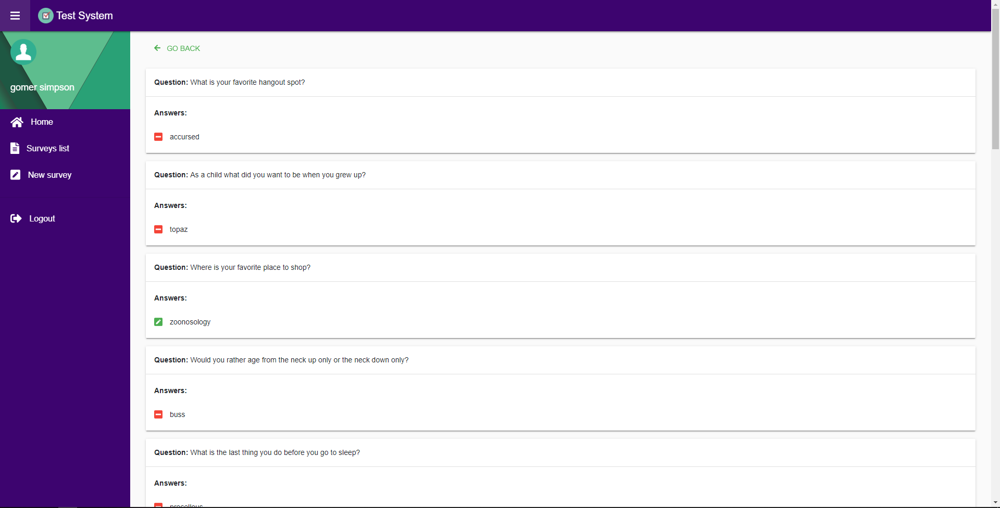 Test System
gomer simpson
Home
Surveys list
New survey
Logout
GO BACK
Question: What is your favorite hangout spot?
Answers:
accursed
Question: As a child what did you want to be when you grew up?
Answers:
topaz
Question: Where is your favorite place to shop?
Answers:
zoonosology
Question: Would you rather age from the neck up only or the neck down only?
Answers:
buss
Question: What is the last thing you do before you go to sleep?
Answers: